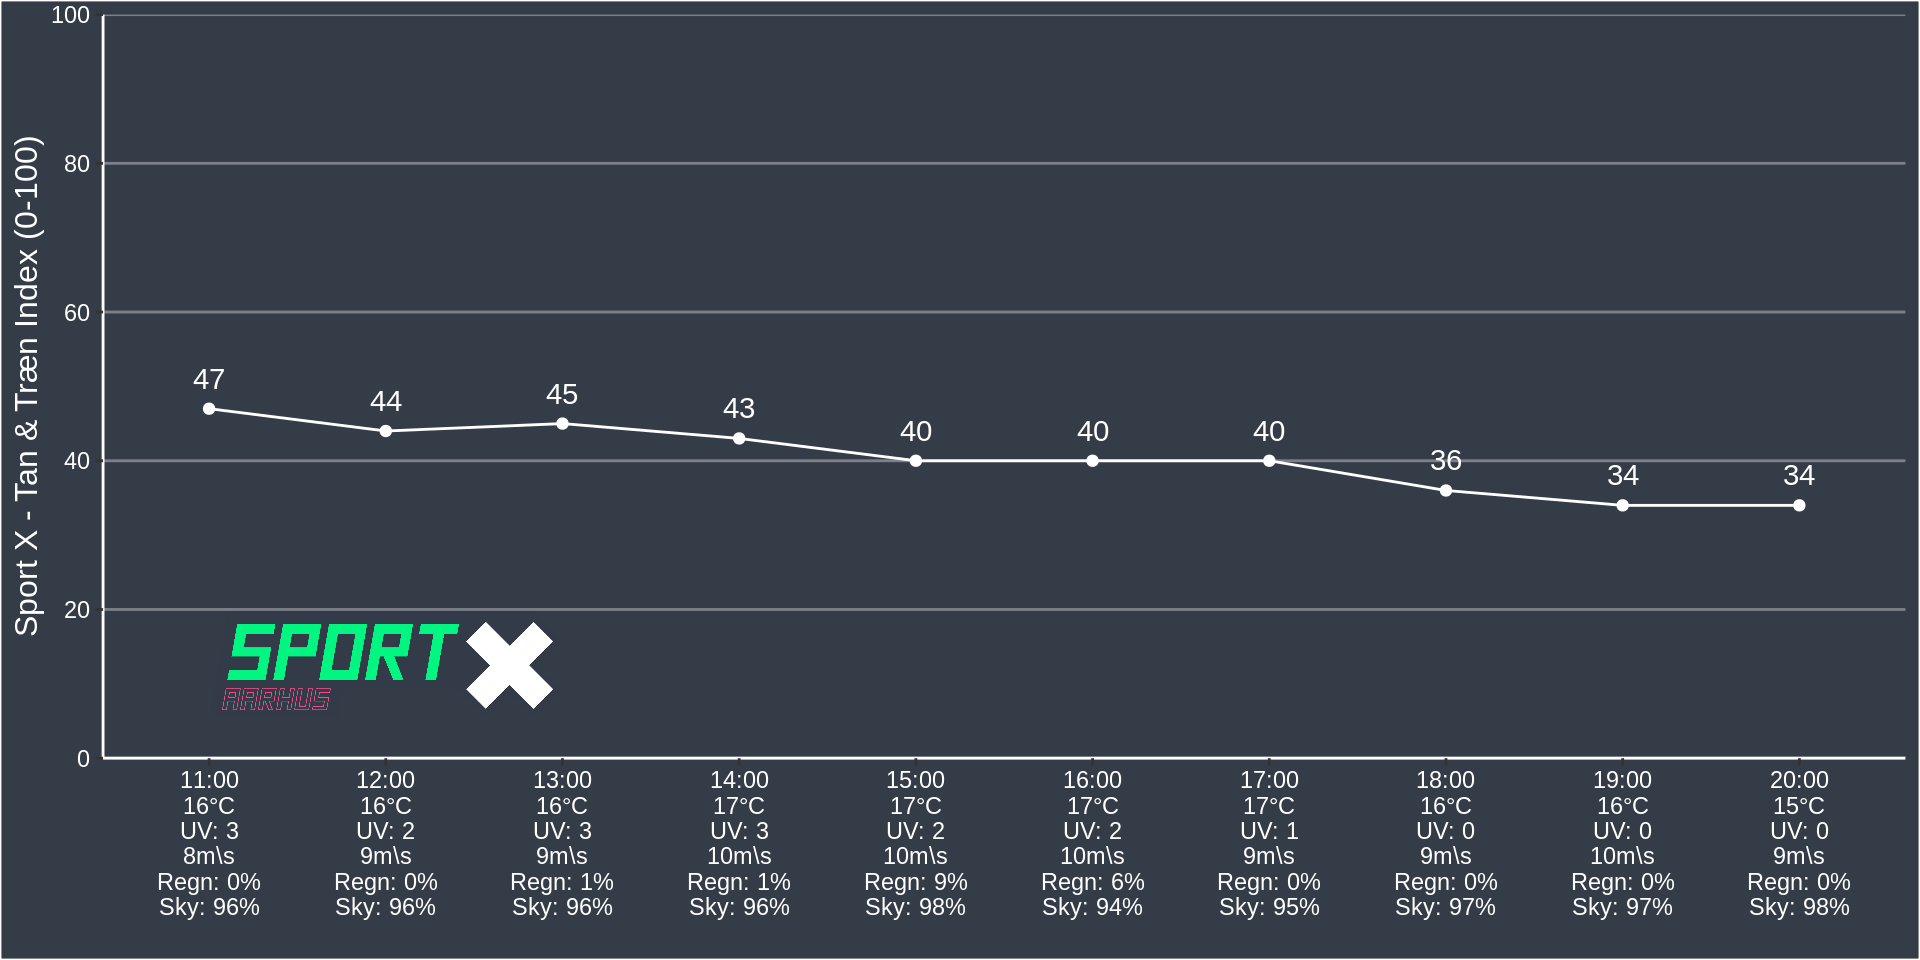 Sport X - Tan & Træn Index (0-100)
100
80
60
40
20
0
47
44
45
43
40
40
40
36
34
34
SPORT X
AARHUS
11:00
16°C
UV: 3
8m\s
Regn: 0%
Sky: 96%
12:00
16°C
UV: 2
9m\s
Regn: 0%
Sky: 96%
13:00
16°C
UV: 3
9m\s
Regn: 1%
Sky: 96%
14:00
17°C
UV: 3
10m\s
Regn: 1%
Sky: 96%
15:00
17°C
UV: 2
10m\s
Regn: 9%
Sky: 98%
16:00
17°C
UV: 2
10m\s
Regn: 6%
Sky: 94%
17:00
17°C
UV: 1
9m\s
Regn: 0%
Sky: 95%
18:00
16°C
UV: 0
9m\s
Regn: 0%
Sky: 97%
19:00
16°C
UV: 0
10m\s
Regn: 0%
Sky: 97%
20:00
15°C
UV: 0
9m\s
Regn: 0%
Sky: 98%